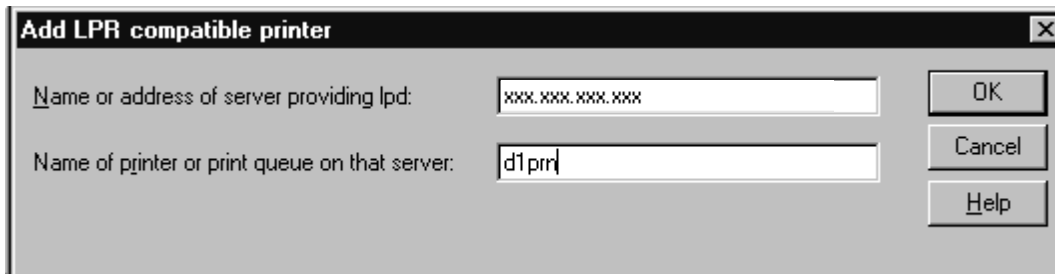 Add LPR compatible printer
Name or address of server providing lpd: xxx.xxx.xxx.xxx OK
Name of printer or print queue on that server: d1prn Cancel
Help